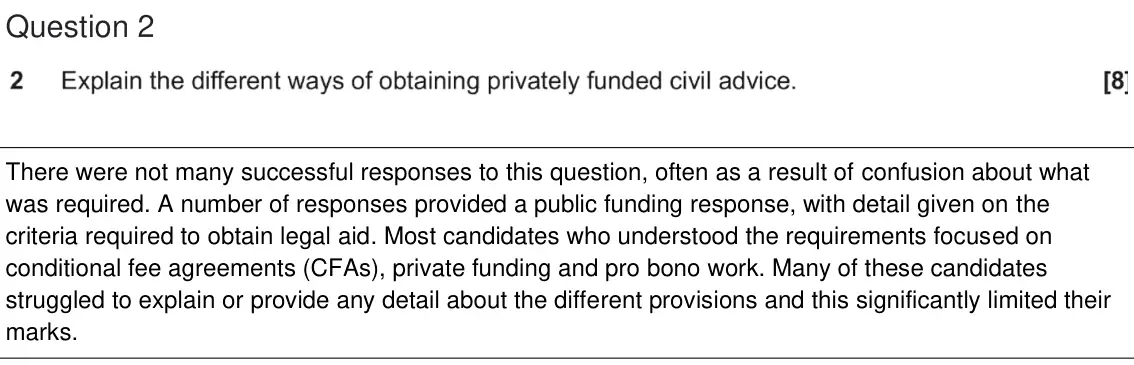 Question 2
2 Explain the different ways of obtaining privately funded civil advice. [8]
There were not many successful responses to this question, often as a result of confusion about what
was required. A number of responses provided a public funding response, with detail given on the
criteria required to obtain legal aid. Most candidates who understood the requirements focused on
conditional fee agreements (CFAs), private funding and pro bono work. Many of these candidates
struggled to explain or provide any detail about the different provisions and this significantly limited their
marks.